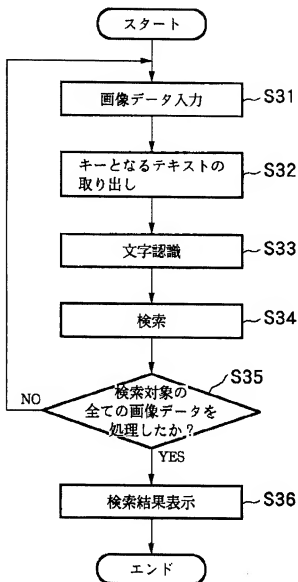 スタート
画像データ入力
S31
キーとなるテキストの
取り出し
S32
文字認識
S33
検索
S34
S35
検索対象の
全ての画像データを
処理したか?
NO
YES
検索結果表示
S36
エンド